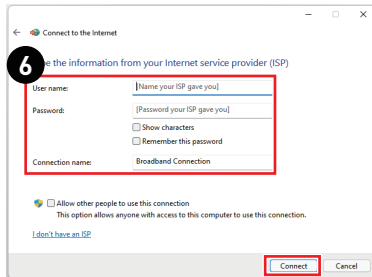 Connect to the Internet
6
e the information from your Internet service provider (ISP)
User name:
[Name your ISP gave you]
Password:
[Password your ISP gave you]
Show characters
Remember this password
Connection name:
Broadband Connection
Allow other people to use this connection
This option allows anyone with access to this computer to use this connection.
I don't have an ISP
Connect
Cancel